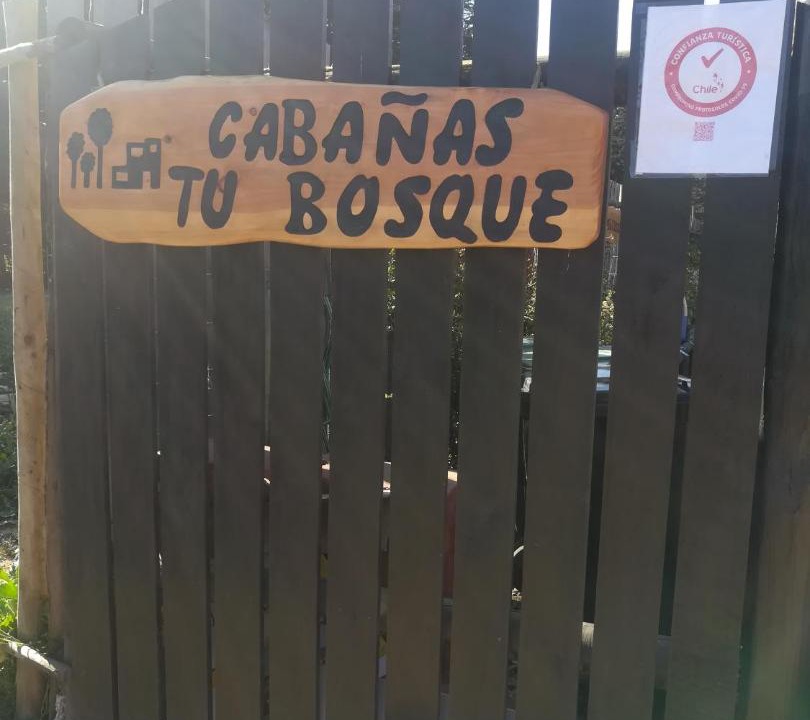 CABAÑAS
TU BOSQUE
CONFIANZA TURÍSTICA
Chile